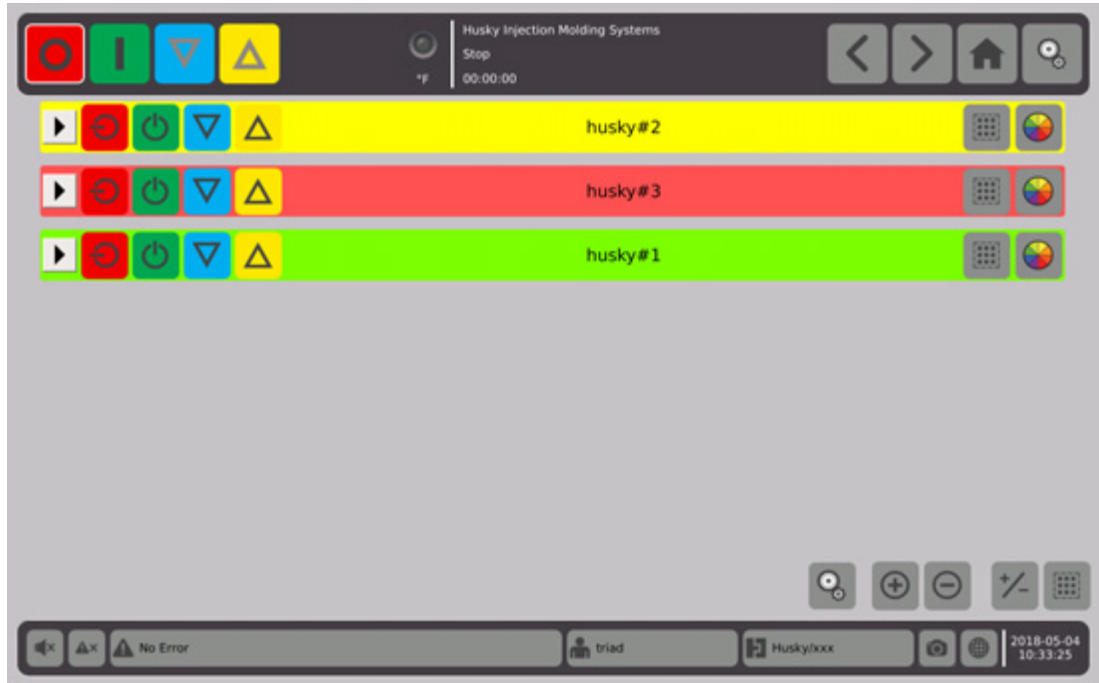 Husky Injection Molding Systems
Stop
°F
00:00:00
husky#2
husky#3
husky#1
+/-
No Error
triad
Husky/xxx
2018-05-04
10:33:25